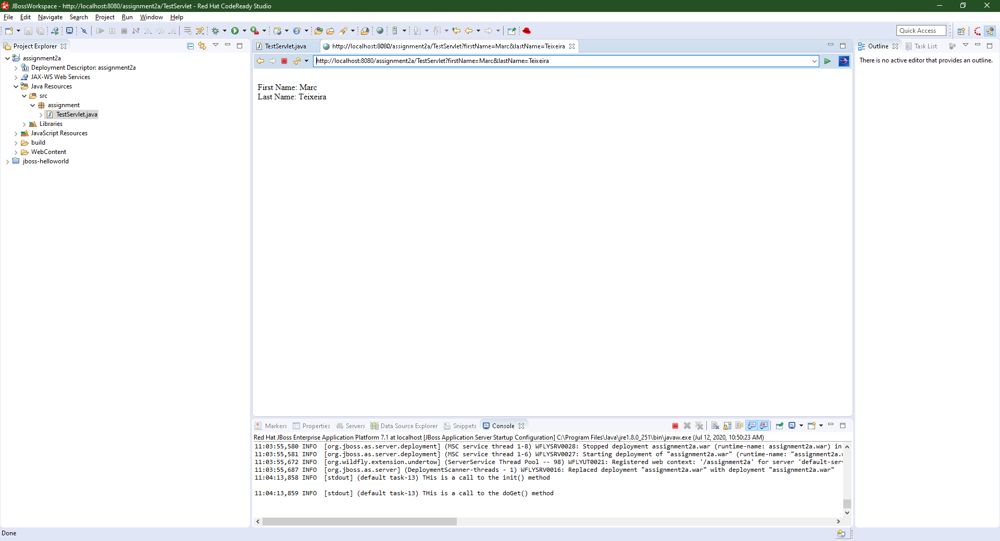 JBossWorkspace - http://localhost:8080/assignment2a/TestServlet - Red Hat CodeReady Studio
File Edit Navigate Search Project Run Window Help
Quick Access
Project Explorer
assignment2a
Deployment Descriptor: assignment2a
JAX-WS Web Services
Java Resources
src
assignment
TestServlet.java
Libraries
JavaScript Resources
build
WebContent
jboss-helloworld
TestServlet.java http://localhost:8080/assignment2a/TestServlet?firstName=Marc&lastName=Teixeira
http://localhost:8080/assignment2a/TestServlet?firstName=Marc&lastName=Teixeira
First Name: Marc
Last Name: Teixeira
Outline Task List
There is no active editor that provides an outline.
Markers Properties Servers Data Source Explorer Snippets Console
Red Hat JBoss Enterprise Application Platform 7.1 at localhost [JBoss Application Server Startup Configuration] C:\Program Files\Java\jre1.8.0_251\bin\javaw.exe (Jul 12, 2020, 10:50:23 AM)
11:03:55,580 INFO [org.jboss.as.server.deployment] (MSC service thread 1-8) WFLYSRV0028: Stopped deployment assignment2a.war (runtime-name: assignment2a.war) in
11:03:55,581 INFO [org.jboss.as.server.deployment] (MSC service thread 1-6) WFLYSRV0027: Starting deployment of "assignment2a.war" (runtime-name: "assignment2a.w
11:03:55,672 INFO [org.wildfly.extension.undertow] (ServerService Thread Pool -- 98) WFLYUT0021: Registered web context: '/assignment2a' for server 'default-ser
11:03:55,687 INFO [org.jboss.as.server] (DeploymentScanner-threads - 1) WFLYSRV0016: Replaced deployment "assignment2a.war" with deployment "assignment2a.war"
11:04:13,858 INFO [stdout] (default task-13) THis is a call to the init() method
11:04:13,859 INFO [stdout] (default task-13) THis is a call to the doGet() method
Done